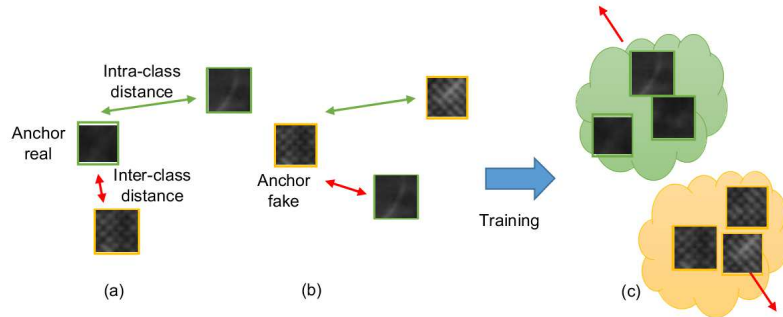 Intra-class
distance
Anchor
real
Inter-class
distance
(a)
Anchor
fake
(b)
Training
(c)